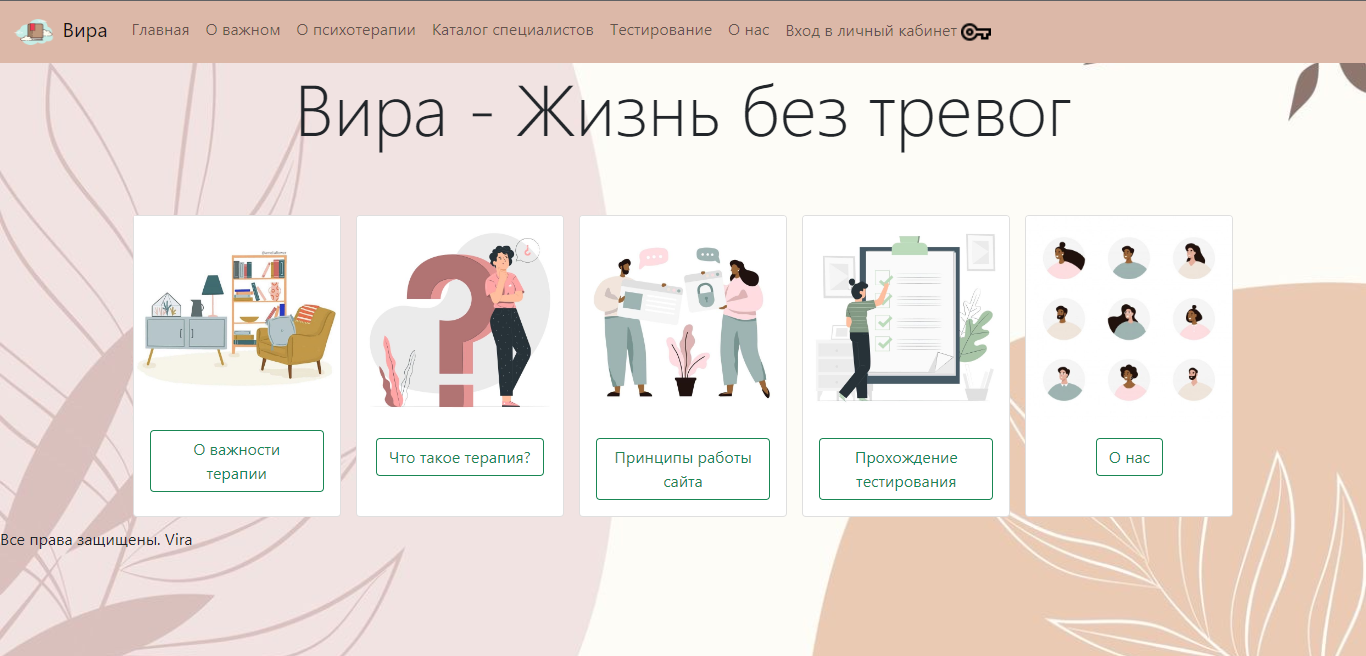 Вира Главная О важном О психотерапии Каталог специалистов Тестирование О нас Вход в личный кабинет
Вира - Жизнь без тревог
О важности
терапии
Что такое терапия?
Принципы работы
сайта
Прохождение
тестирования
О нас
Все права защищены. Vira